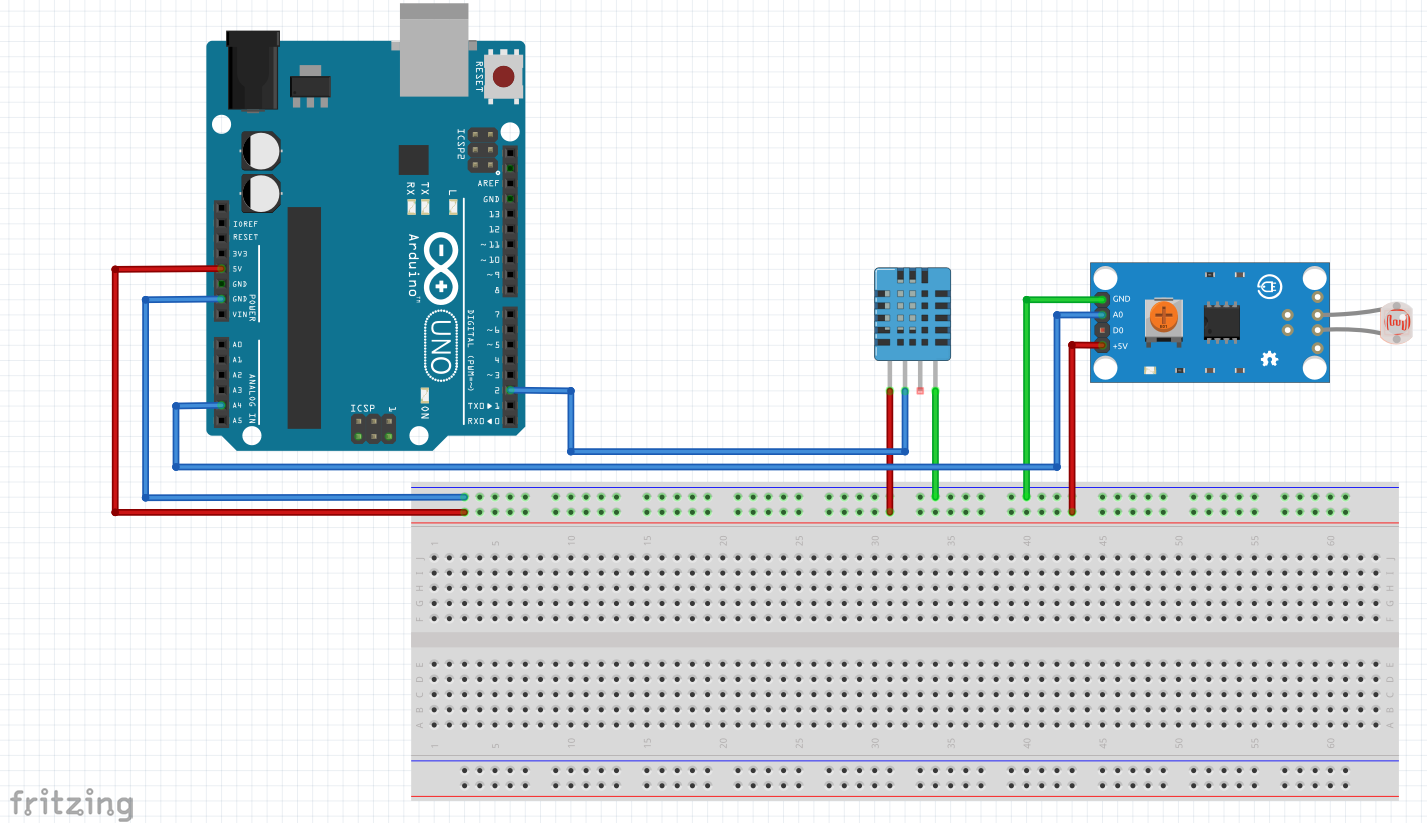 RESET
ICSP2
AREF
GND
13
12
~11
~10
~9
8
7
~6
~5
4
~3
2
TXO▶1
RXO◀0
DIGITAL (PWM=~)
IOREF
RESET
3V3
5V
GND
GND
VIN
POWER
A0
A1
A2
A3
A4
A5
ANALOG IN
RX
TX
L
Arduino™
UNO
ICSP
1
ON
GND
A0
D0
+5V
1
5
10
15
20
25
30
35
40
45
50
55
60
J
I
H
G
F
J
I
H
G
F
E
D
C
B
A
E
D
C
B
A
1
5
10
15
20
25
30
35
40
45
50
55
60
fritzing